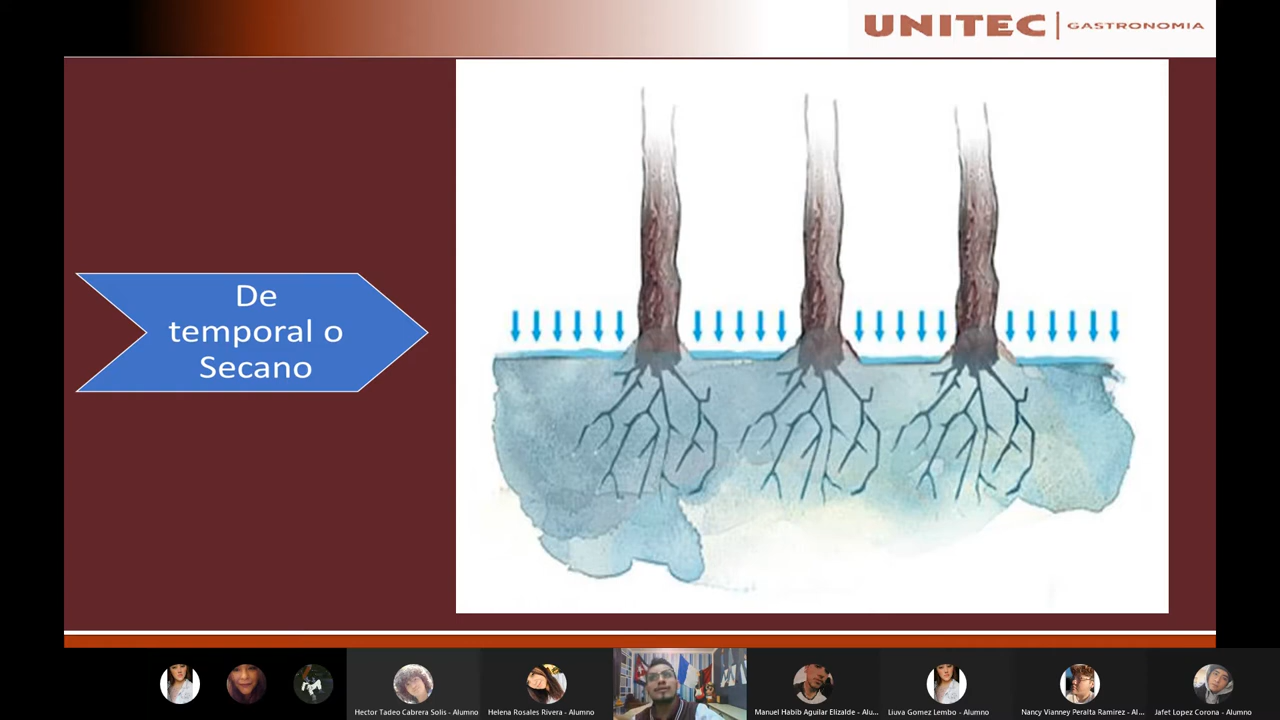 UNITEC | GASTRONOMIA
De
temporal o
Secano
Hector Tadeo Cabrera Solis - Alumno
Helena Rosales Rivera - Alumno
Manuel Habib Aguilar Elizalde - Alu...
Liuva Gomez Lembo - Alumno
Nancy Vianney Peralta Ramirez - Al...
Jafet Lopez Corona - Alumno